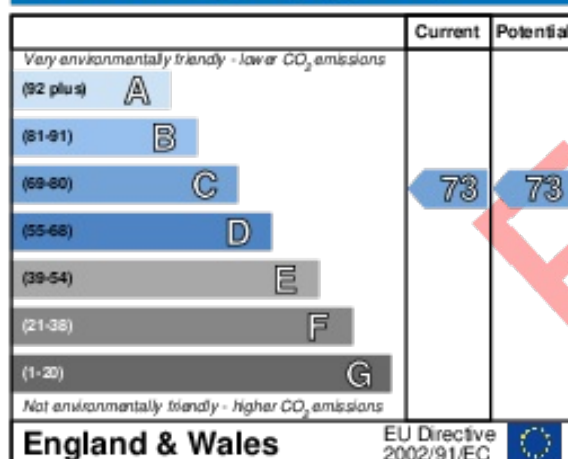 Current Potential
Very environmentally friendly - lower CO2 emissions
(92 plus) A
(81-91) B
(69-80) C 73 73
(55-68) D
(39-54) E
(21-38) F
(1-20) G
Not environmentally friendly - higher CO2 emissions
England & Wales EU Directive
2002/91/EC